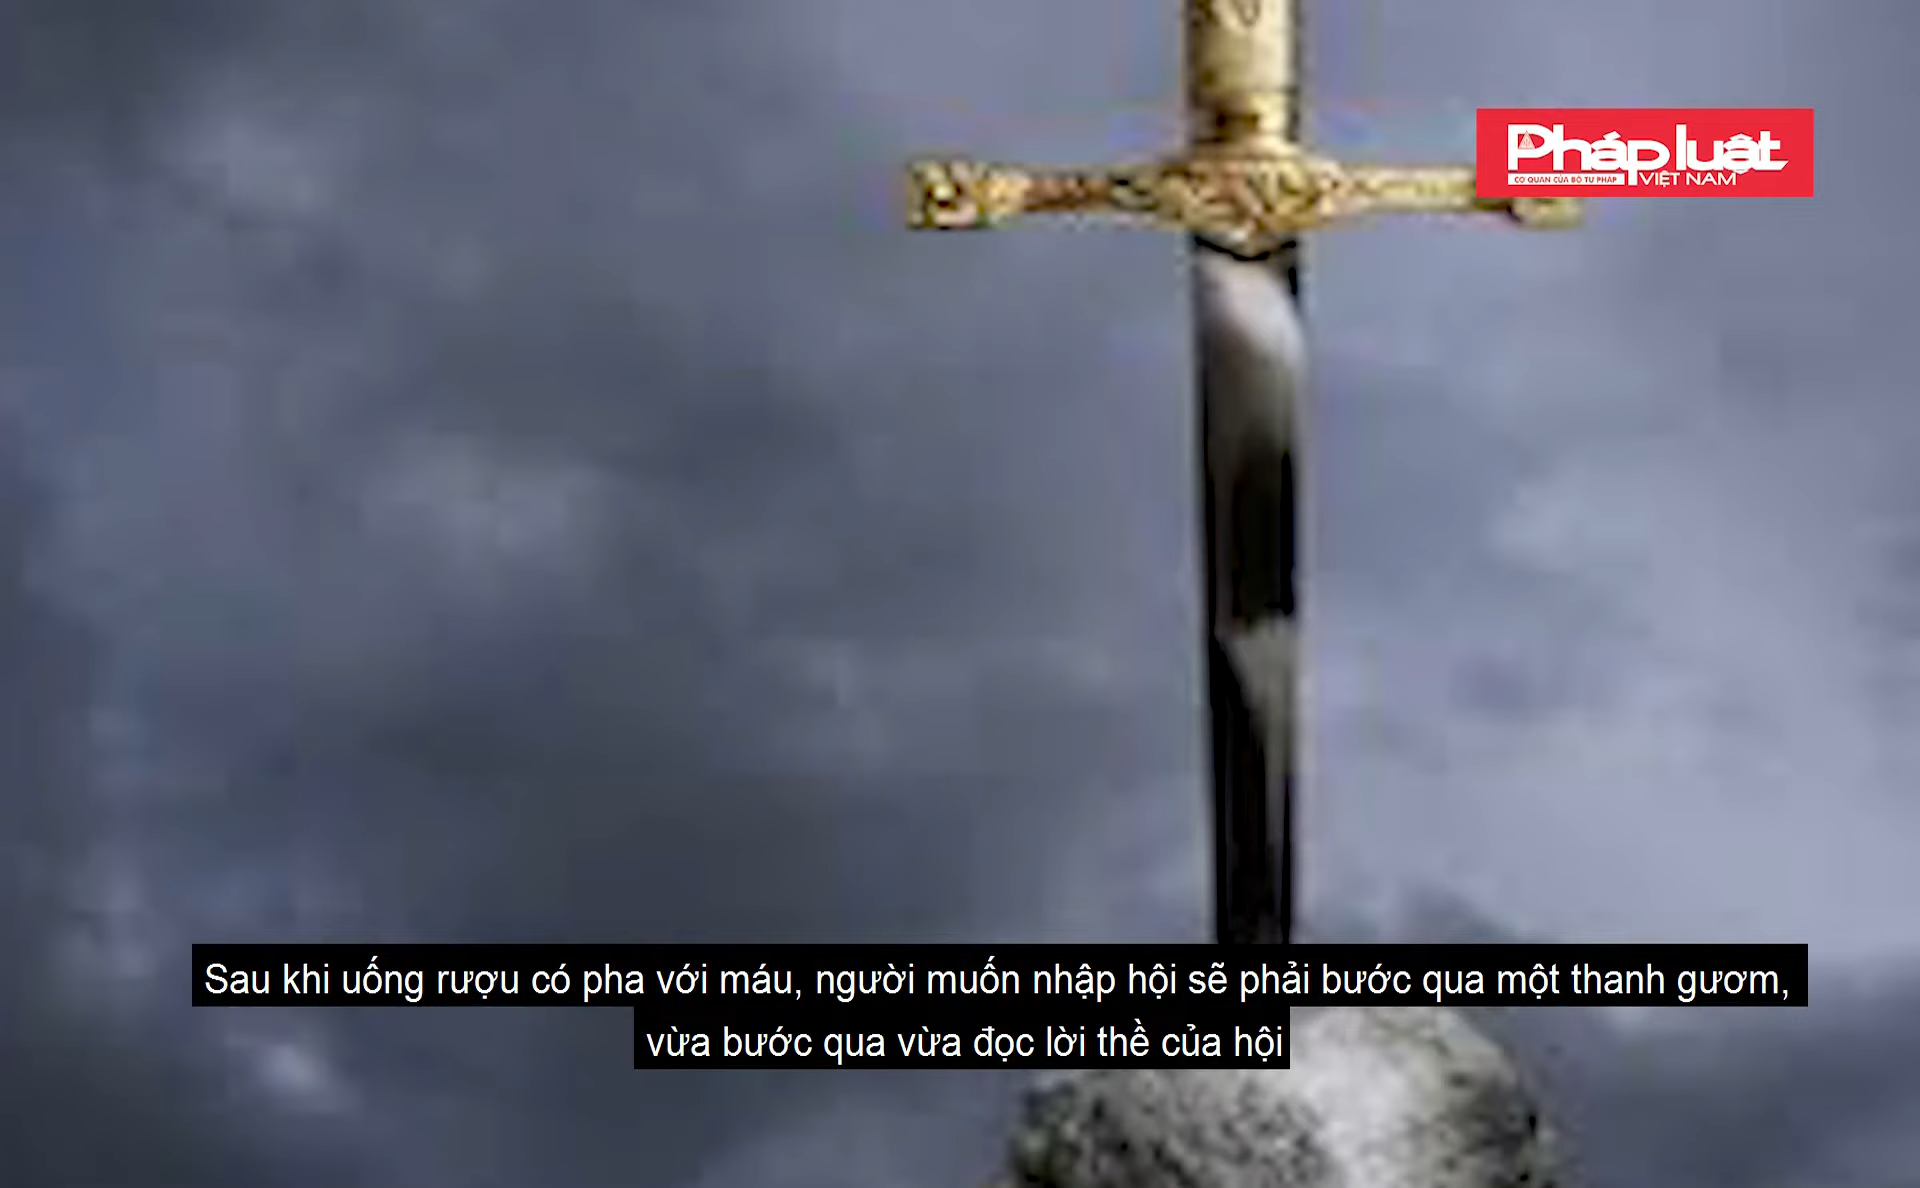 Pháp luật
CƠ QUAN CỦA BỘ TƯ PHÁP VIỆT NAM
Sau khi uống rượu có pha với máu, người muốn nhập hội sẽ phải bước qua một thanh gươm,
vừa bước qua vừa đọc lời thề của hội